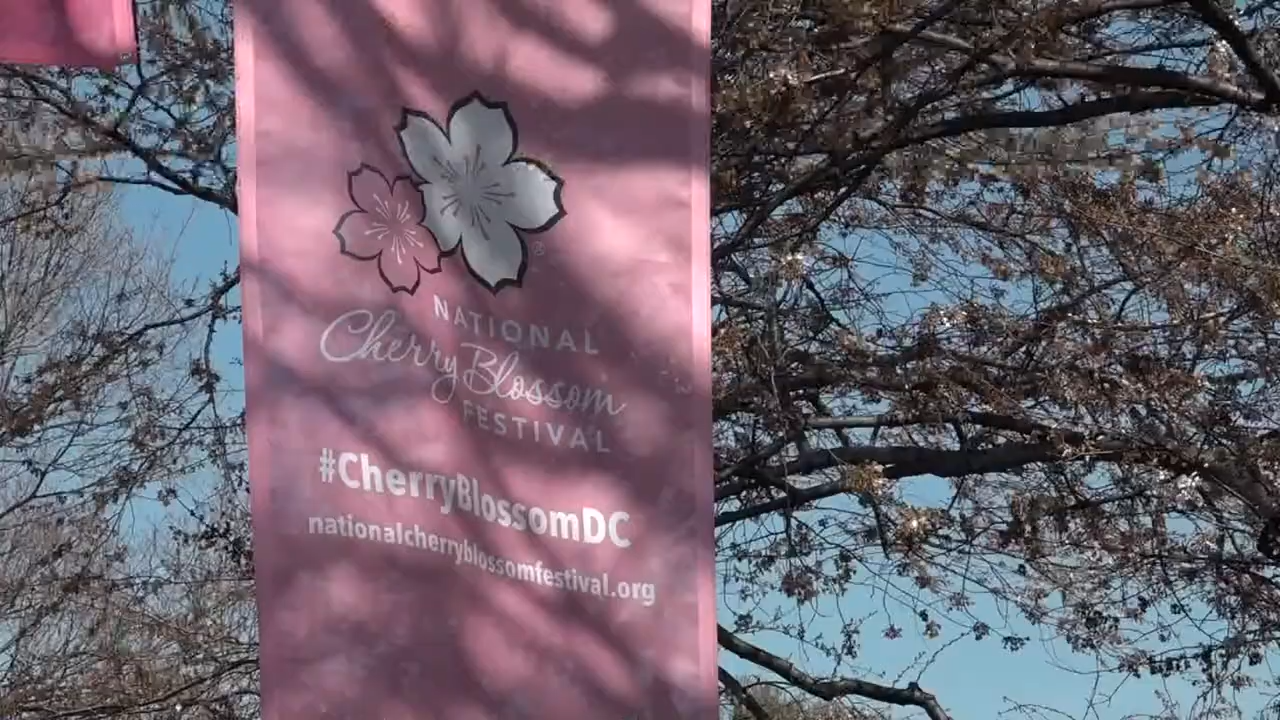 ®
NATIONAL
Cherry Blossom
FESTIVAL
#CherryBlossomDC
nationalcherryblossomfestival.org